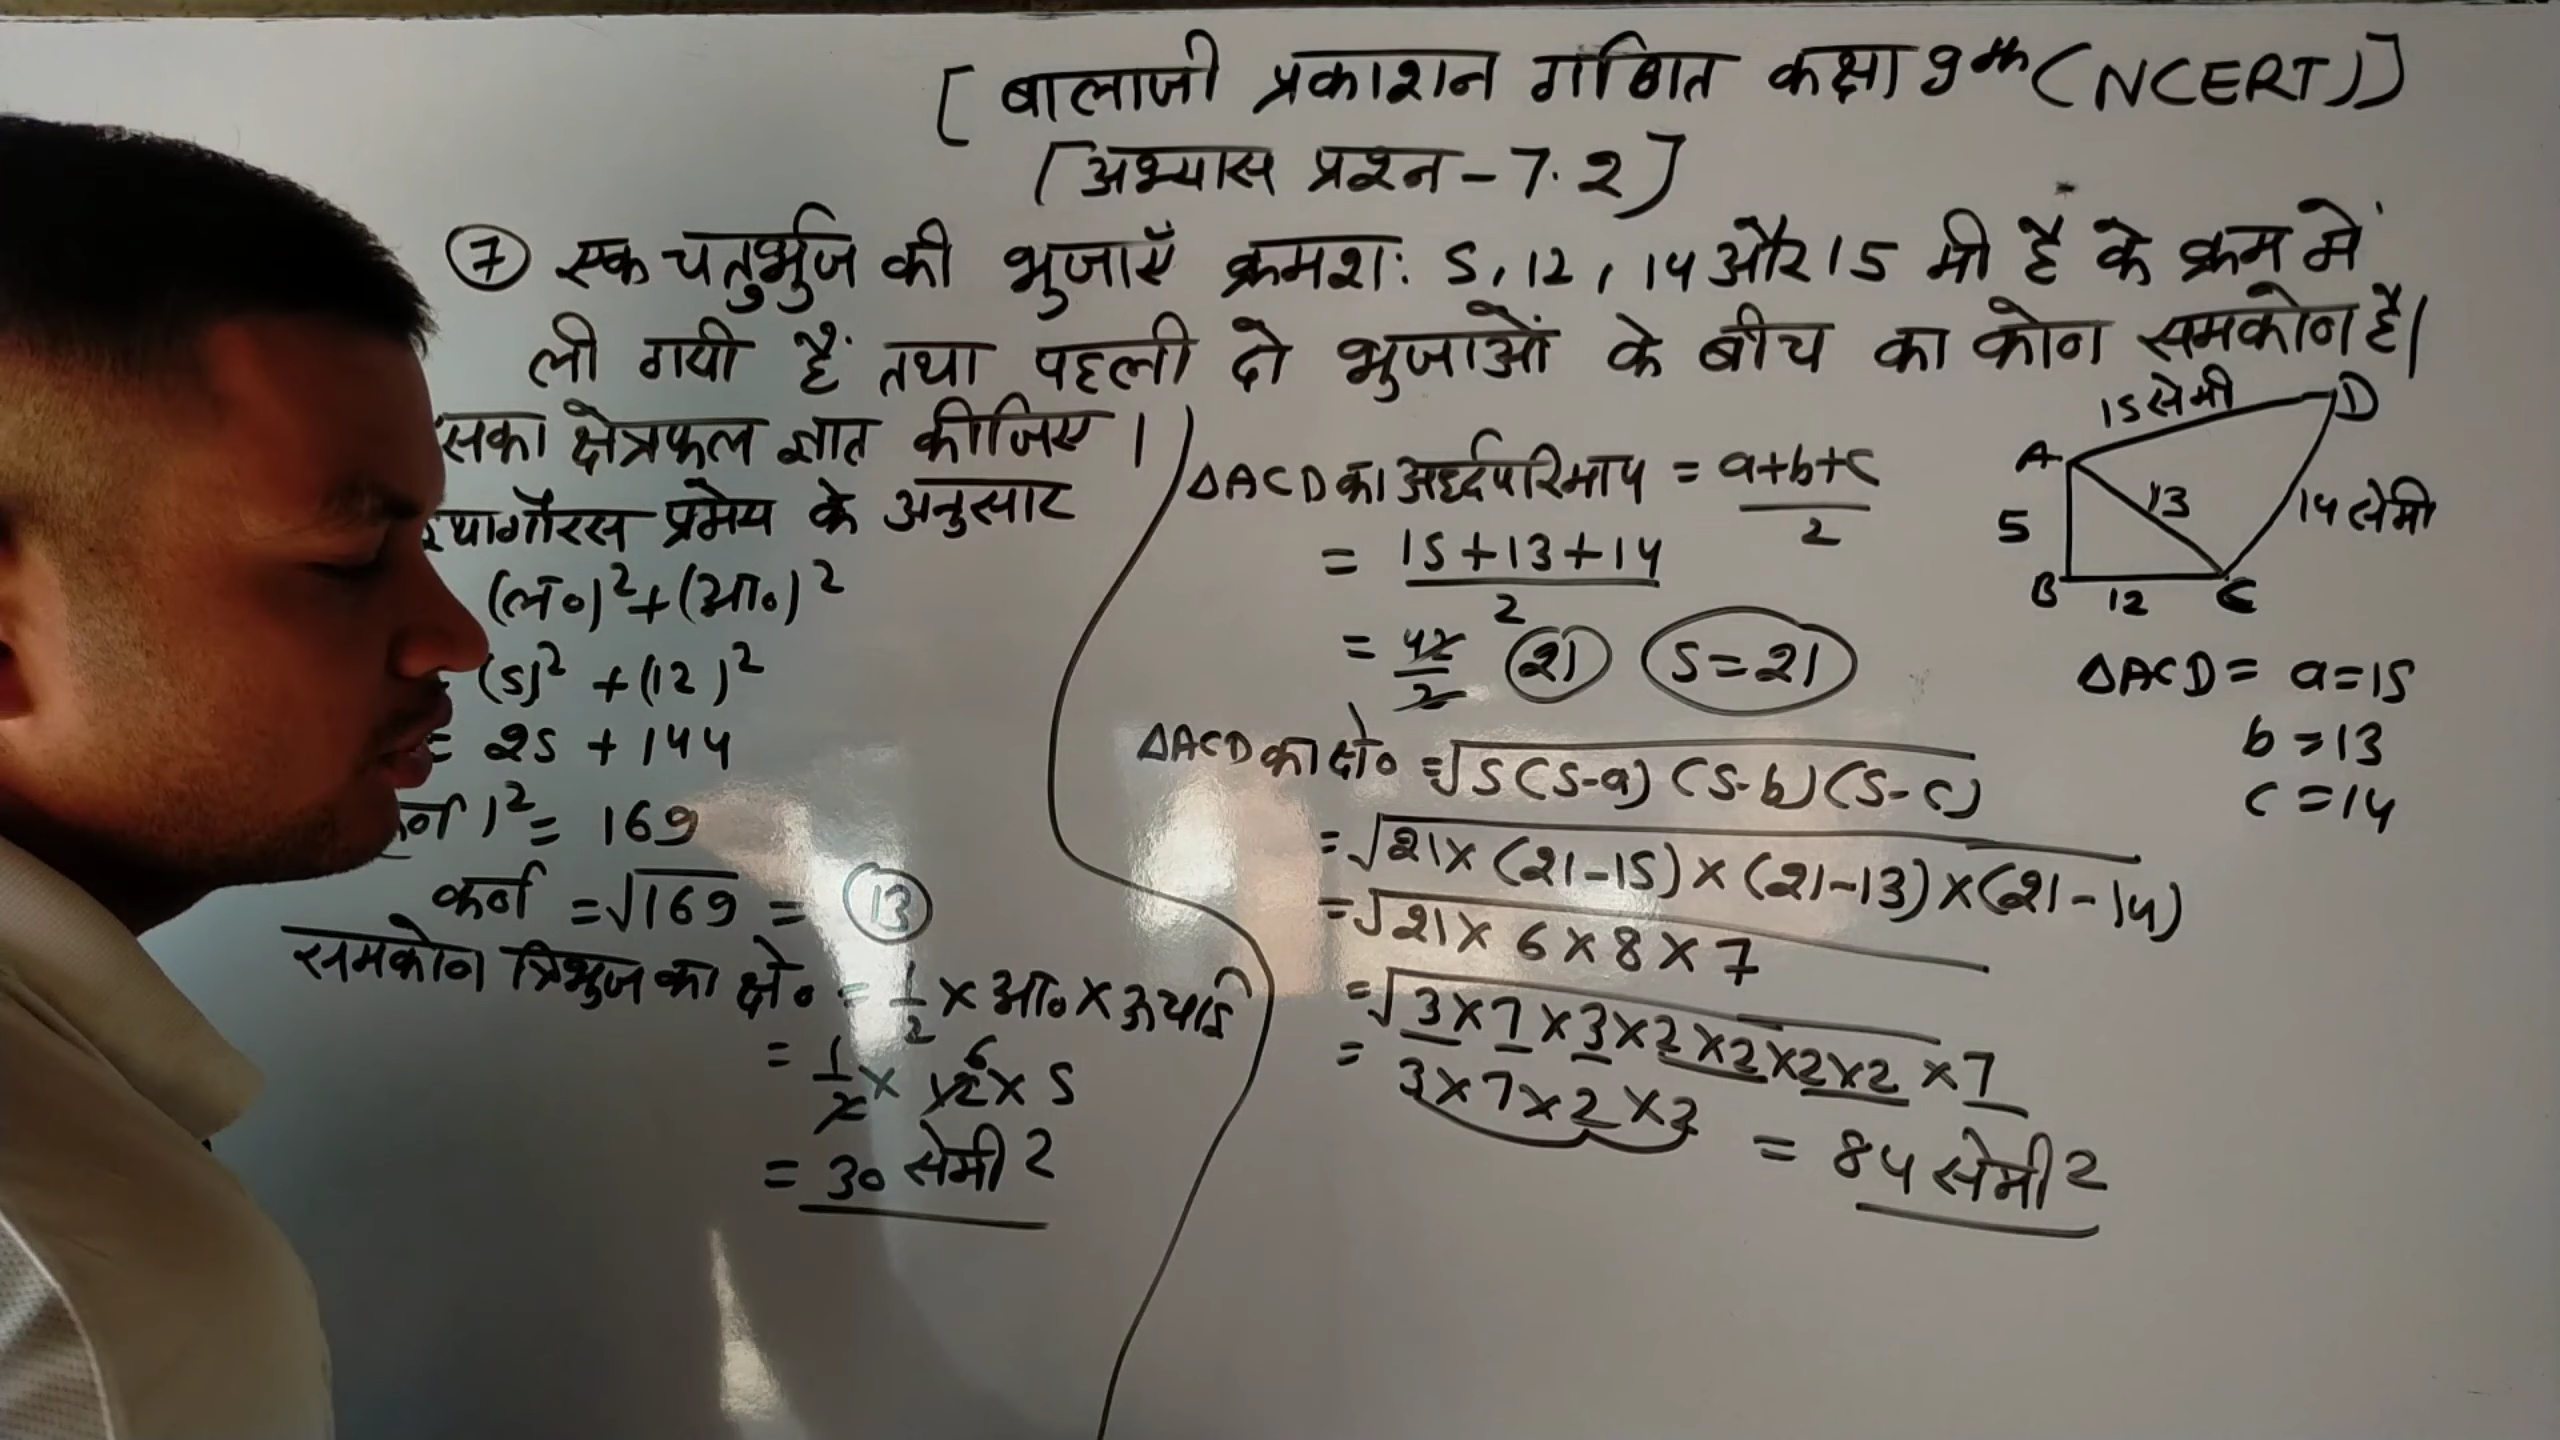 [ बालाजी प्रकाशन गणित कक्षा 9th (NCERT)]
[अभ्यास प्रश्न - 7.2]
7 एक चतुर्भुज की भुजाएँ क्रमशः 5, 12, 14 और 15 मी है के क्रम में
ली गयी हैं तथा पहली दो भुजाओं के बीच का कोण समकोण है।
सका क्षेत्रफल ज्ञात कीजिए।
थागौरस प्रमेय के अनुसार
(लं०)² + (आ०)²
= (5)² + (12)²
= 25 + 144
र्ण)² = 169
कर्ण = √169 = 13
समकोण त्रिभुज का क्षे० = 1/2 × आ० × ऊचाई
= 1/2 × 12 6 × 5
= 30 सेमी 2
∆ACD का अर्द्धपरिमाप = a+b+c/2
= 15+13+14/2
= 42/2 21 S=21
∆ACD का क्षे० = √S(S-a)(S-b)(S-c)
= √21×(21-15)×(21-13)×(21-14)
= √21×6×8×7
= √3×7×3×2×2×2×2×7
= 3×7×2×2 = 84 सेमी 2
15 सेमी D
A 13 14 सेमी
5
B 12 C
∆ACD = a=15
b=13
c=14